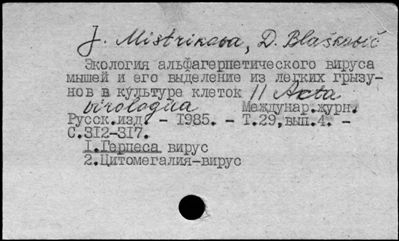 J. Mistrikova, D. Blaškovič
Экология альфагерпетического вируса
мышей и его выделение из легких грызу-
нов в культуре клеток // Acta
virologica Междунар.журн.
Русск.изд. - 1985. - Т.29,вып.4. -
С.312-317.
1.Герпеса вирус
2.Цитомегалия-вирус